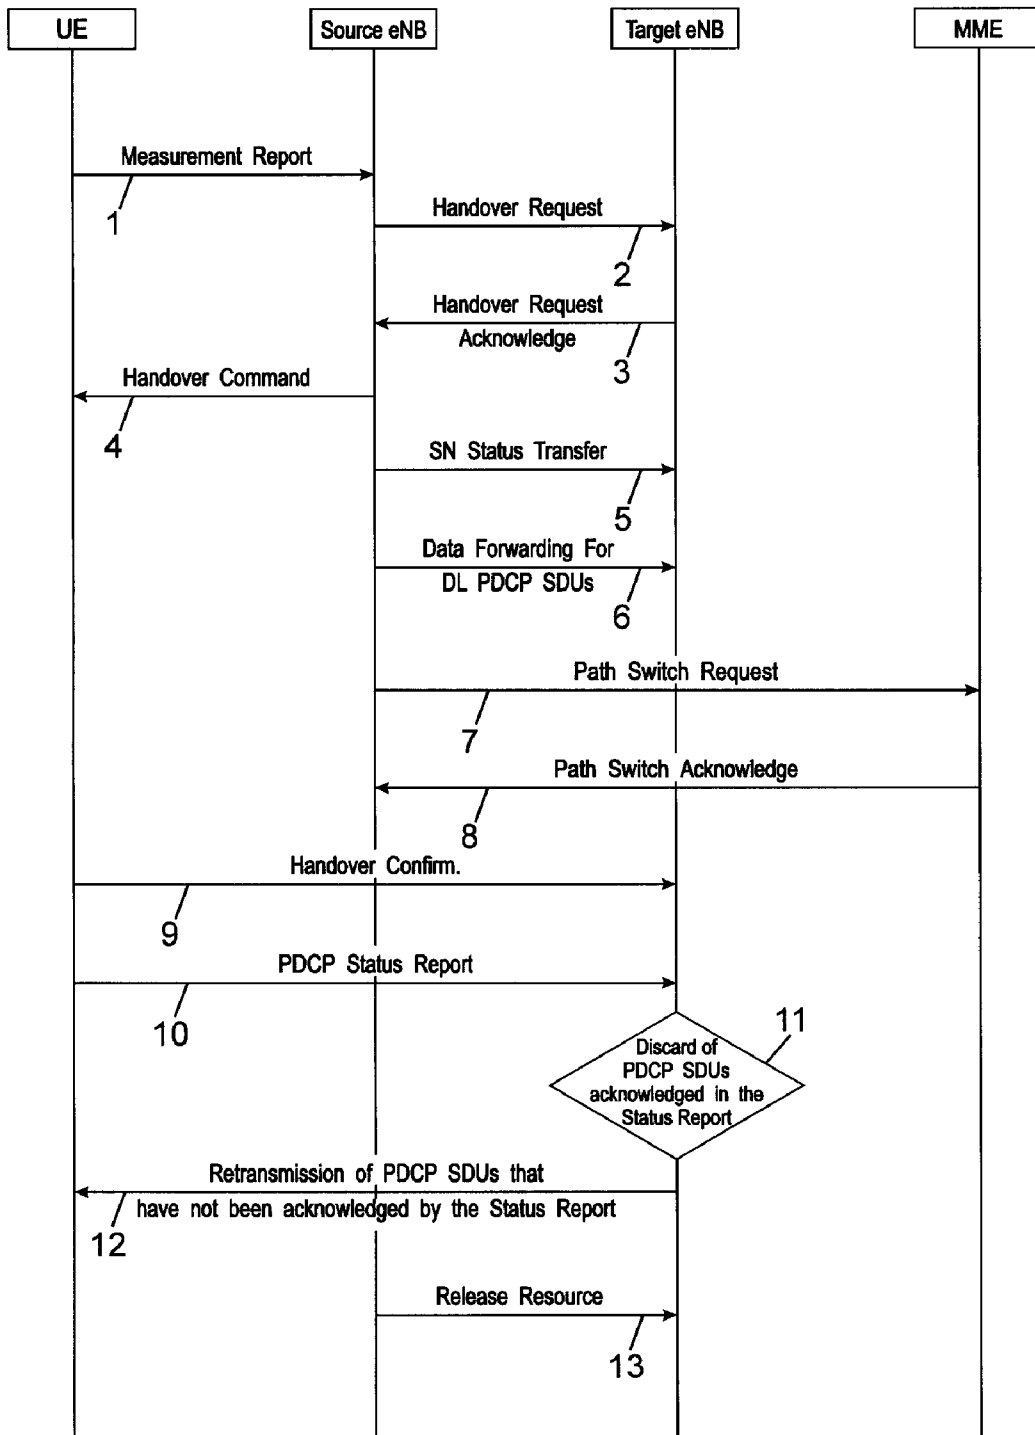 UE
Source eNB
Target eNB
MME
Measurement Report
1
Handover Request
2
Handover Request
Acknowledge
3
Handover Command
4
SN Status Transfer
5
Data Forwarding For
DL PDCP SDUs
6
Path Switch Request
7
Path Switch Acknowledge
8
Handover Confirm.
9
PDCP Status Report
10
11
Discard of
PDCP SDUs
acknowledged in the
Status Report
Retransmission of PDCP SDUs that
have not been acknowledged by the Status Report
12
Release Resource
13